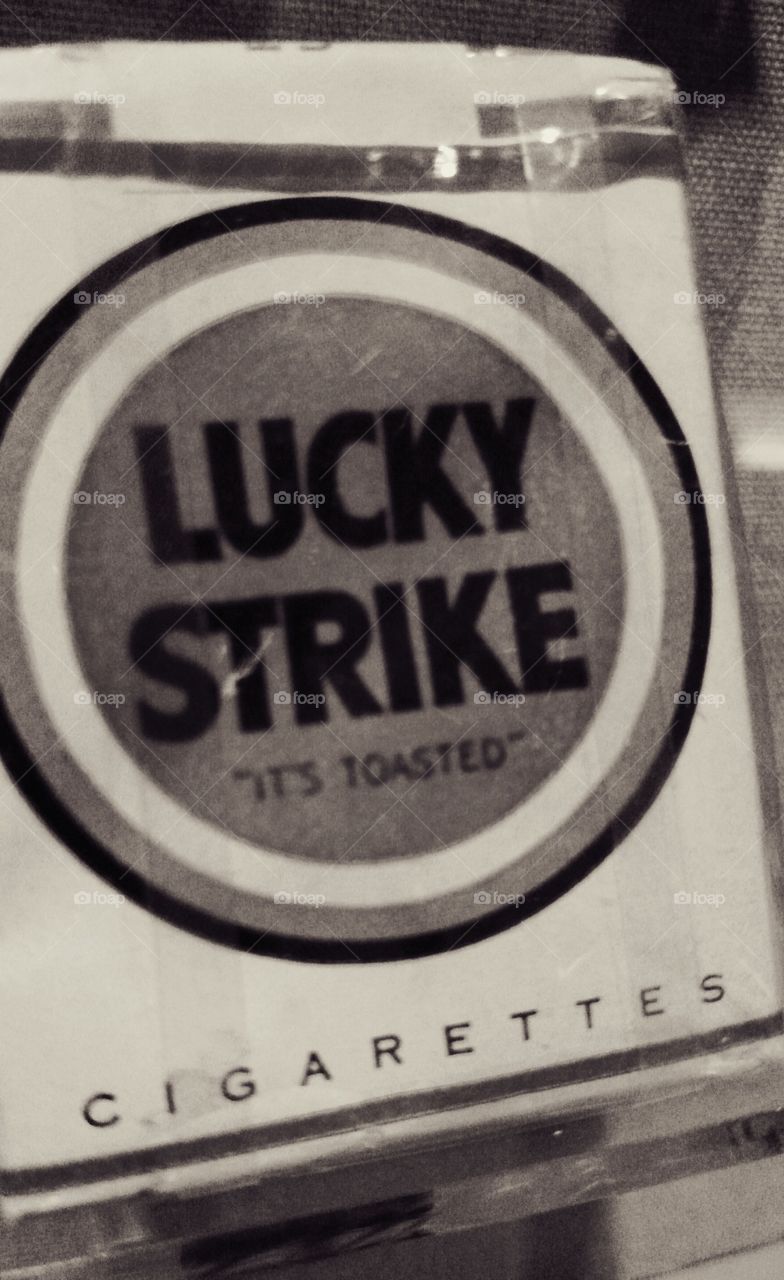 LUCKY
STRIKE
"IT'S TOASTED"
CIGARETTES